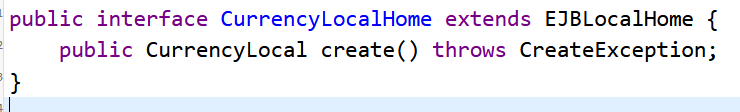 public interface CurrencyLocalHome extends EJBLocalHome {
    public CurrencyLocal create() throws CreateException;
}